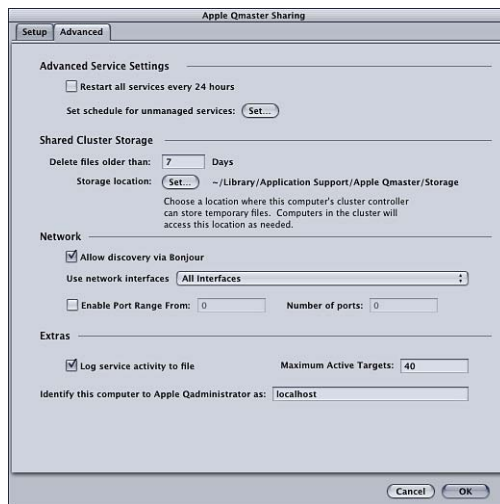 Apple Qmaster Sharing
Setup Advanced
Advanced Service Settings
Restart all services every 24 hours
Set schedule for unmanaged services: Set...
Shared Cluster Storage
Delete files older than: 7 Days
Storage location: Set... ~/Library/Application Support/Apple Qmaster/Storage
Choose a location where this computer's cluster controller
can store temporary files. Computers in the cluster will
access this location as needed.
Network
Allow discovery via Bonjour
Use network interfaces All Interfaces
Enable Port Range From: 0 Number of ports: 0
Extras
Log service activity to file Maximum Active Targets: 40
Identify this computer to Apple Qadministrator as: localhost
Cancel OK